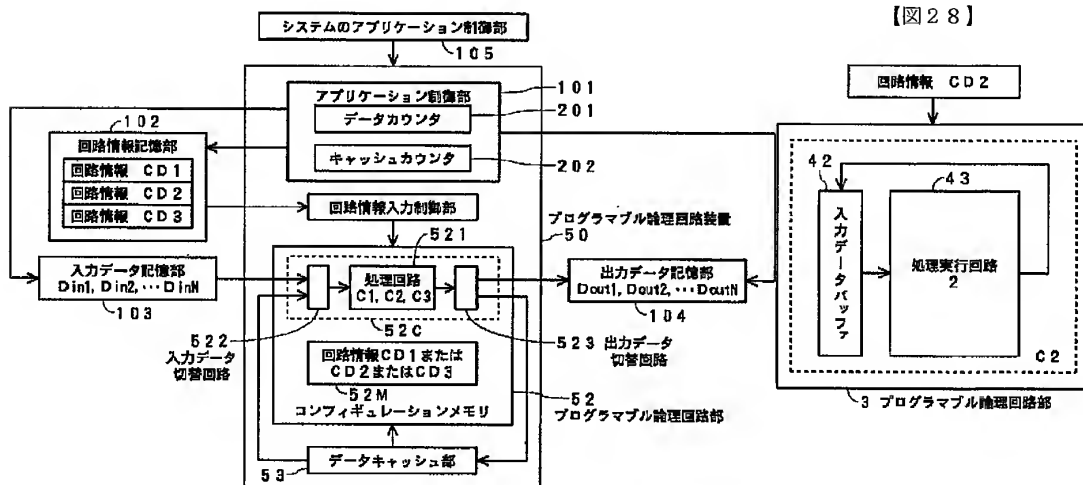 システムのアプリケーション制御部
105
アプリケーション制御部
データカウンタ
キャッシュカウンタ
101
201
202
102
回路情報記憶部
回路情報 CD1
回路情報 CD2
回路情報 CD3
回路情報入力制御部
プログラマブル論理回路装置
50
入力データ記憶部
Din1, Din2, …DinN
103
521
処理回路
C1, C2, C3
52C
出力データ記憶部
Dout1, Dout2, …DoutN
104
522
入力データ
切替回路
523 出力データ
切替回路
回路情報CD1または
CD2またはCD3
52M
コンフィギュレーションメモリ
52
プログラマブル論理回路部
データキャッシュ部
53
【図28】
回路情報 CD2
42
入力データバッファ
43
処理実行回路
2
C2
3 プログラマブル論理回路部